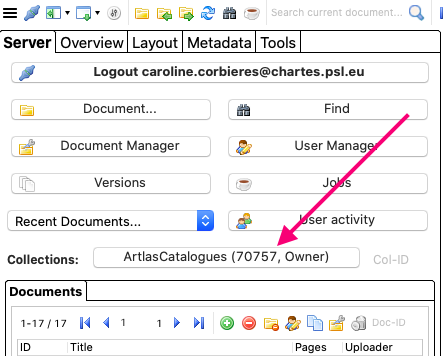 Search current document...
Server Overview Layout Metadata Tools
Logout caroline.corbieres@chartes.psl.eu
Document... Find
Document Manager User Manager
Versions Jobs
Recent Documents... User activity
Collections: ArtlasCatalogues (70757, Owner) Col-ID
Documents
1-17 / 17 1 1 Doc-ID
ID Title Pages Uploader